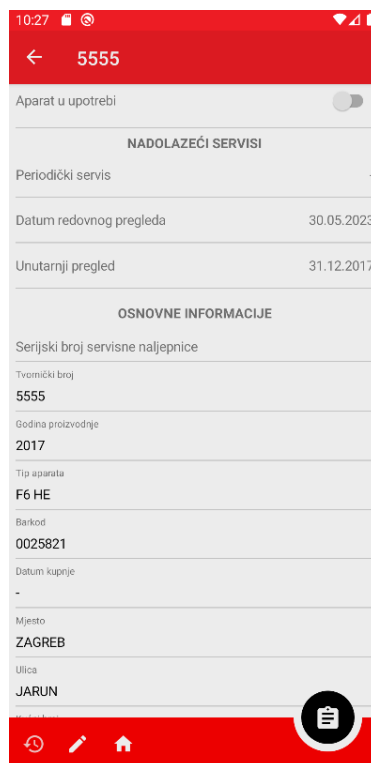 10:27
5555
Aparat u upotrebi
NADOLAZEĆI SERVISI
Periodički servis -
Datum redovnog pregleda 30.05.2023
Unutarnji pregled 31.12.2017
OSNOVNE INFORMACIJE
Serijski broj servisne naljepnice
Tvornički broj
5555
Godina proizvodnje
2017
Tip aparata
F6 HE
Barkod
0025821
Datum kupnje
-
Mjesto
ZAGREB
Ulica
JARUN